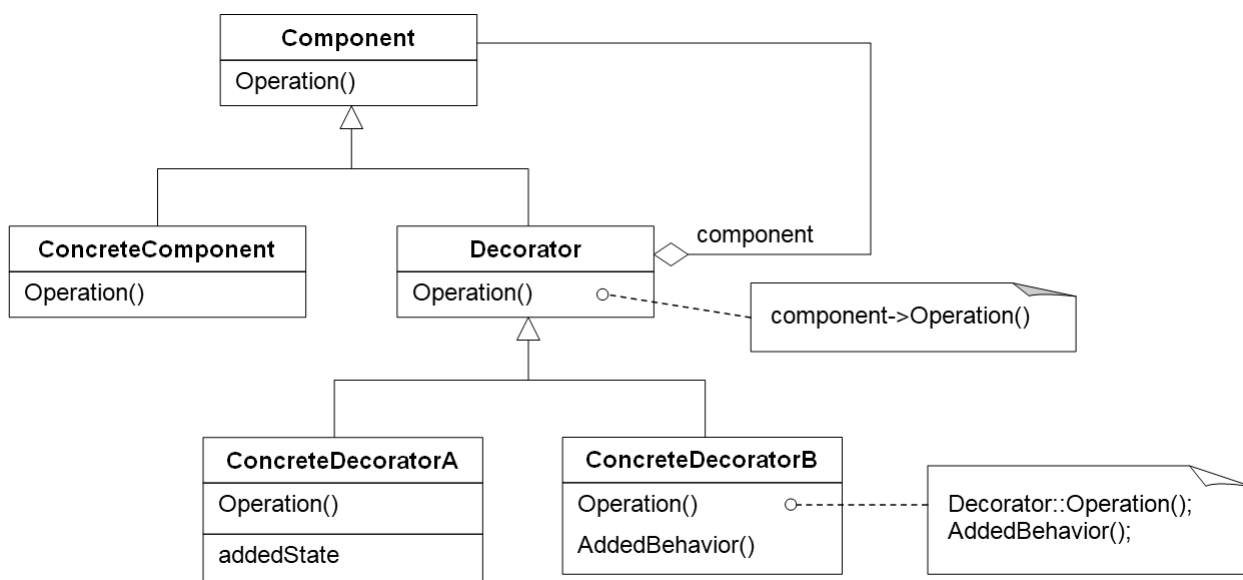 Component
Operation()
ConcreteComponent
Operation()
Decorator
Operation()
component
component->Operation()
ConcreteDecoratorA
Operation()
addedState
ConcreteDecoratorB
Operation()
AddedBehavior()
Decorator::Operation();
AddedBehavior();